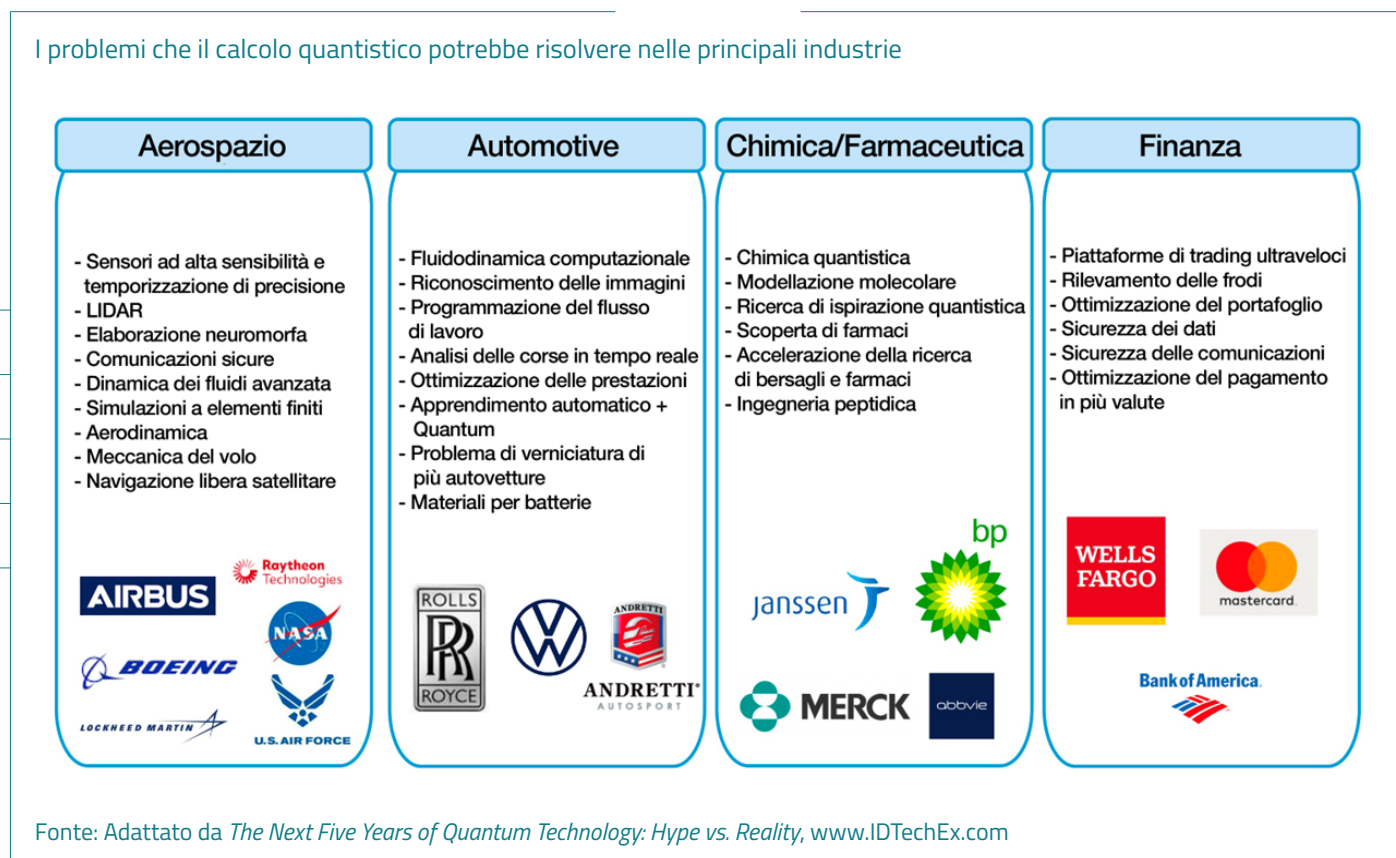 I problemi che il calcolo quantistico potrebbe risolvere nelle principali industrie
Aerospazio
- Sensori ad alta sensibilità e
temporizzazione di precisione
- LIDAR
- Elaborazione neuromorfa
- Comunicazioni sicure
- Dinamica dei fluidi avanzata
- Simulazioni a elementi finiti
- Aerodinamica
- Meccanica del volo
- Navigazione libera satellitare
AIRBUS
Raytheon
Technologies
NASA
BOEING
LOCKHEED MARTIN
U.S. AIR FORCE
Automotive
- Fluidodinamica computazionale
- Riconoscimento delle immagini
- Programmazione del flusso
di lavoro
- Analisi delle corse in tempo reale
- Ottimizzazione delle prestazioni
- Apprendimento automatico +
Quantum
- Problema di verniciatura di
più autovetture
- Materiali per batterie
ROLLS
RR
ROYCE
VW
ANDRETTI
ANDRETTI
AUTOSPORT
Chimica/Farmaceutica
- Chimica quantistica
- Modellazione molecolare
- Ricerca di ispirazione quantistica
- Scoperta di farmaci
- Accelerazione della ricerca
di bersagli e farmaci
- Ingegneria peptidica
janssen
bp
MERCK
abbvie
Finanza
- Piattaforme di trading ultraveloci
- Rilevamento delle frodi
- Ottimizzazione del portafoglio
- Sicurezza dei dati
- Sicurezza delle comunicazioni
- Ottimizzazione del pagamento
in più valute
WELLS
FARGO
mastercard.
Bank of America.
Fonte: Adattato da The Next Five Years of Quantum Technology: Hype vs. Reality, www.IDTechEx.com